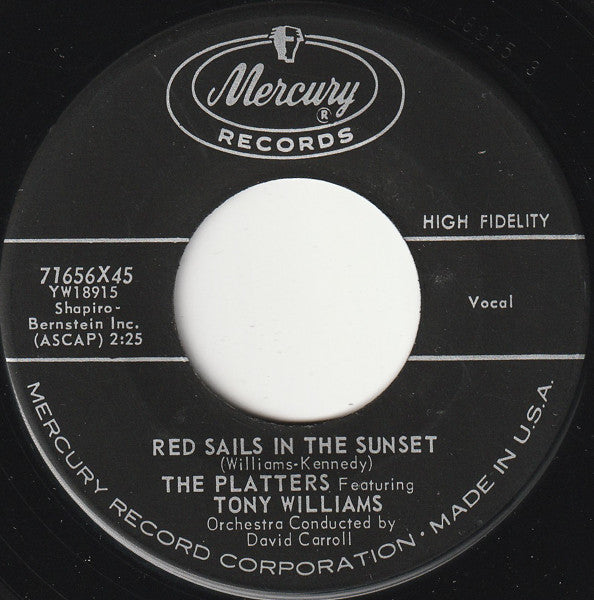 Mercury
®
RECORDS
HIGH FIDELITY
71656X45
YW18915
Shapiro-
Bernstein Inc.
(ASCAP) 2:25
Vocal
RED SAILS IN THE SUNSET
(Williams-Kennedy)
THE PLATTERS Featuring
TONY WILLIAMS
Orchestra Conducted by
David Carroll
MERCURY RECORD CORPORATION • MADE IN U.S.A.